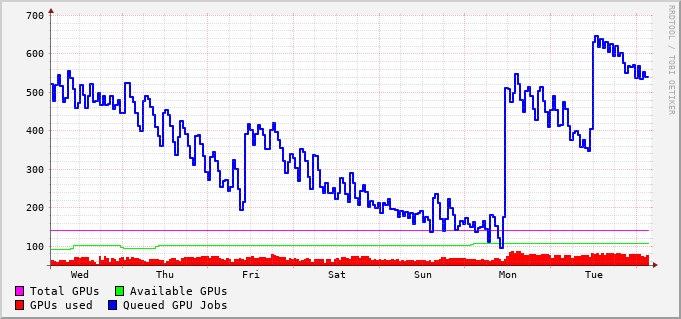 700
600
500
400
300
200
100
Wed Thu Fri Sat Sun Mon Tue
Total GPUs Available GPUs
GPUs used Queued GPU Jobs
RRDTOOL / TOBI OETIKER